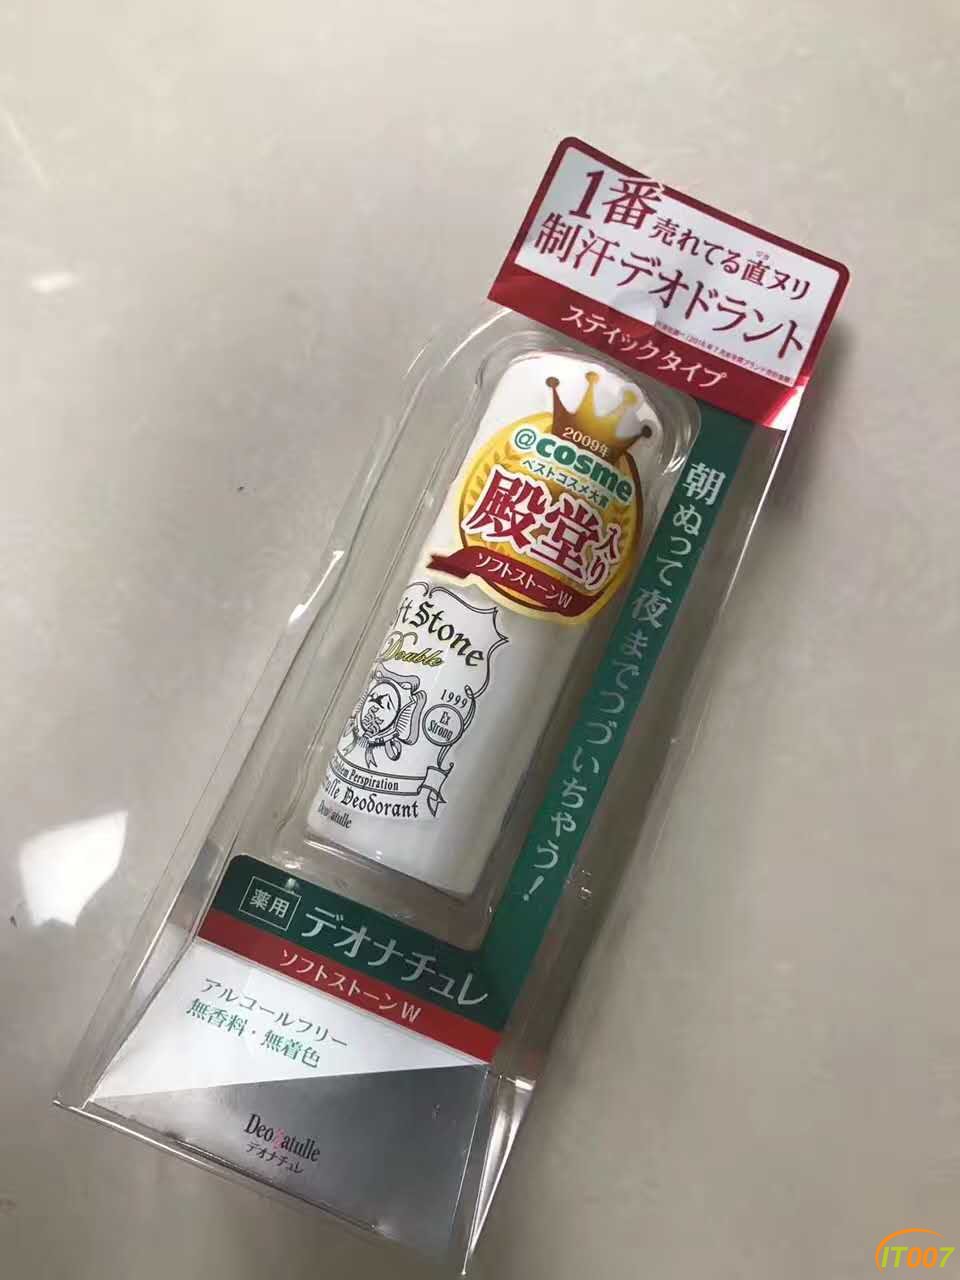 1番売れてる直ヌリ
制汗デオドラント
スティックタイプ
2009年
@cosme
ベストコスメ大賞
殿堂入り
ソフトストーンW
ft Stone
Double
1999
Ex
Strong
Perspiration
Deodorant
朝ぬって夜までつづいちゃう!
薬用
デオナチュレ
ソフトストーンW
アルコールフリー
無香料・無着色
Deonatulle
デオナチュレ
IT007